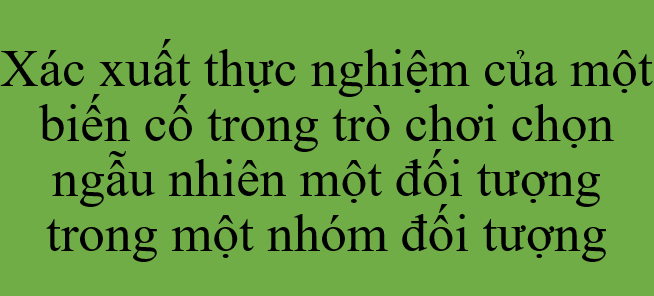 Xác xuất thực nghiệm của một
biến cố trong trò chơi chọn
ngẫu nhiên một đối tượng
trong một nhóm đối tượng